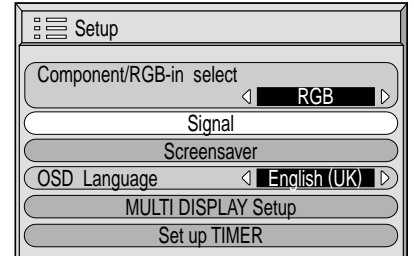 Setup
Component/RGB-in select
RGB
Signal
Screensaver
OSD Language English (UK)
MULTI DISPLAY Setup
Set up TIMER